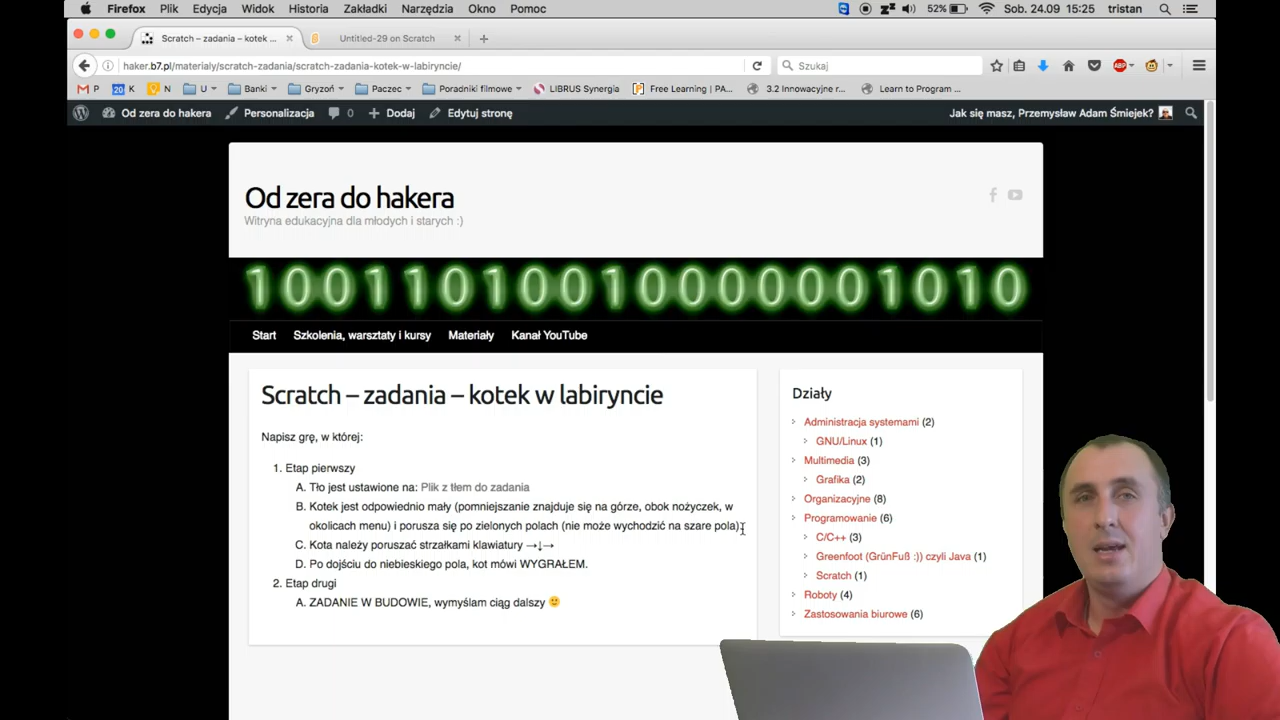 Firefox Plik Edycja Widok Historia Zakładki Narzędzia Okno Pomoc
52% Sob. 24.09 15:25 tristan
Scratch – zadania – kotek ...
Untitled-29 on Scratch
haker.b7.pl/materialy/scratch-zadania/scratch-zadania-kotek-w-labiryncie/
Szukaj
ABP
P 20 K N U Banki Gryzoń Paczec Poradniki filmowe LIBRUS Synergia Free Learning | PA... 3.2 Innowacyjne r... Learn to Program ...
Od zera do hakera Personalizacja 0 Dodaj Edytuj stronę
Jak się masz, Przemysław Adam Śmiejek?
Od zera do hakera
Witryna edukacyjna dla młodych i starych :)
10011010010000001010
Start Szkolenia, warsztaty i kursy Materiały Kanał YouTube
Scratch – zadania – kotek w labiryncie
Napisz grę, w której:
1. Etap pierwszy
A. Tło jest ustawione na: Plik z tłem do zadania
B. Kotek jest odpowiednio mały (pomniejszanie znajduje się na górze, obok nożyczek, w
okolicach menu) i porusza się po zielonych polach (nie może wychodzić na szare pola).
C. Kota należy poruszać strzałkami klawiatury →↓→
D. Po dojściu do niebieskiego pola, kot mówi WYGRAŁEM.
2. Etap drugi
A. ZADANIE W BUDOWIE, wymyślam ciąg dalszy 🙂
Działy
Administracja systemami (2)
GNU/Linux (1)
Multimedia (3)
Grafika (2)
Organizacyjne (8)
Programowanie (6)
C/C++ (3)
Greenfoot (GrünFuß :)) czyli Java (1)
Scratch (1)
Roboty (4)
Zastosowania biurowe (6)